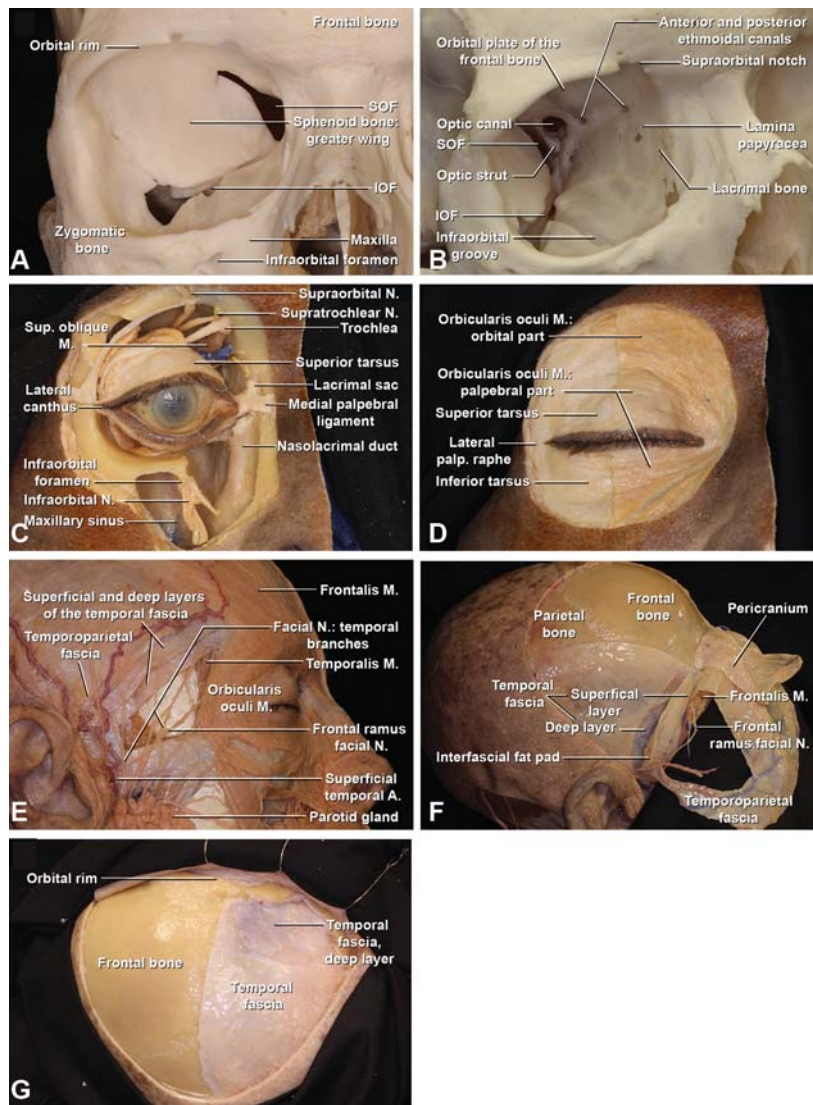 Frontal bone
Orbital rim
SOF
Sphenoid bone:
greater wing
IOF
Zygomatic
bone
Maxilla
Infraorbital foramen
A
Orbital plate of the
frontal bone
Anterior and posterior
ethmoidal canals
Supraorbital notch
Optic canal
SOF
Optic strut
Lamina
papyracea
Lacrimal bone
IOF
Infraorbital
groove
B
Supraorbital N.
Supratrochlear N.
Trochlea
Sup. oblique
M.
Superior tarsus
Lateral
canthus
Lacrimal sac
Medial palpebral
ligament
Nasolacrimal duct
Infraorbital
foramen
Infraorbital N.
Maxillary sinus
C
Orbicularis oculi M.:
orbital part
Orbicularis oculi M.:
palpebral part
Superior tarsus
Lateral
palp. raphe
Inferior tarsus
D
Superficial and deep layers
of the temporal fascia
Temporoparietal
fascia
Frontalis M.
Facial N.: temporal
branches
Temporalis M.
Orbicularis
oculi M.
Frontal ramus
facial N.
Superficial
temporal A.
Parotid gland
E
Parietal
bone
Frontal
bone
Pericranium
Temporal
fascia
Superfical
layer
Deep layer
Frontalis M.
Frontal
ramus facial N.
Interfascial fat pad
Temporoparietal
fascia
F
Orbital rim
Temporal
fascia,
deep layer
Frontal bone
Temporal
fascia
G